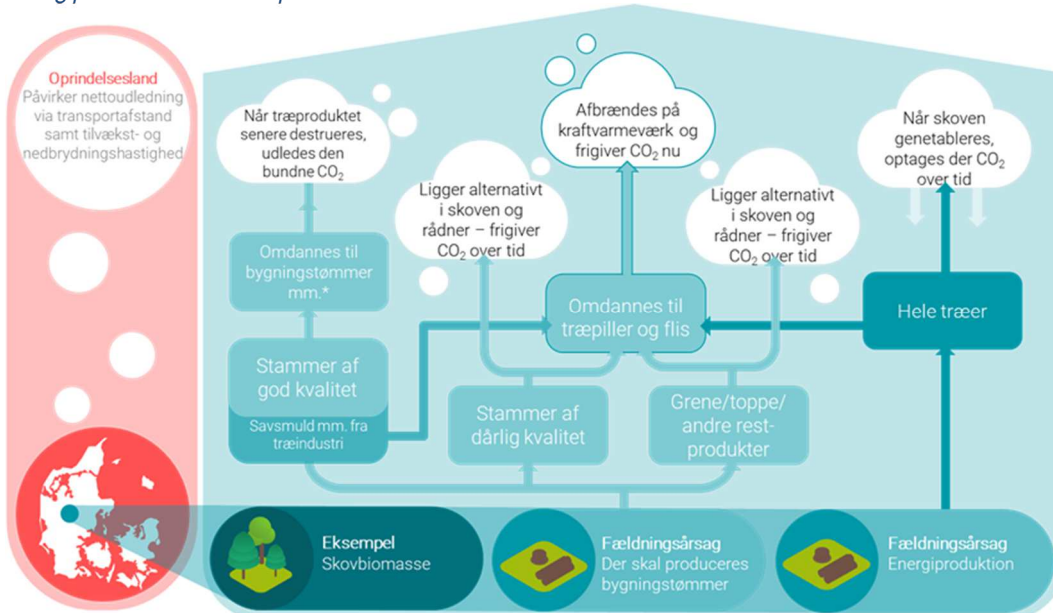 Oprindelsesland
Påvirker nettoudledning
via transportafstand
samt tilvækst- og
nedbrydningshastighed
Når træproduktet
senere destrueres,
udledes den
bundne CO₂
Ligger alternativt
i skoven og
rådner – frigiver
CO₂ over tid
Afbrændes på
kraftvarmeværk og
frigiver CO₂ nu
Ligger alternativt
i skoven og
rådner – frigiver
CO₂ over tid
Når skoven
genetableres,
optages der CO₂
over tid
Omdannes til
bygningstømmer
mm.*
Omdannes til
træpiller og flis
Hele træer
Stammer af
god kvalitet
Savsmuld mm. fra
træindustri
Stammer af
dårlig kvalitet
Grene/toppe/
andre rest-
produkter
Eksempel
Skovbiomasse
Fældningsårsag
Der skal produceres
bygningstømmer
Fældningsårsag
Energiproduktion